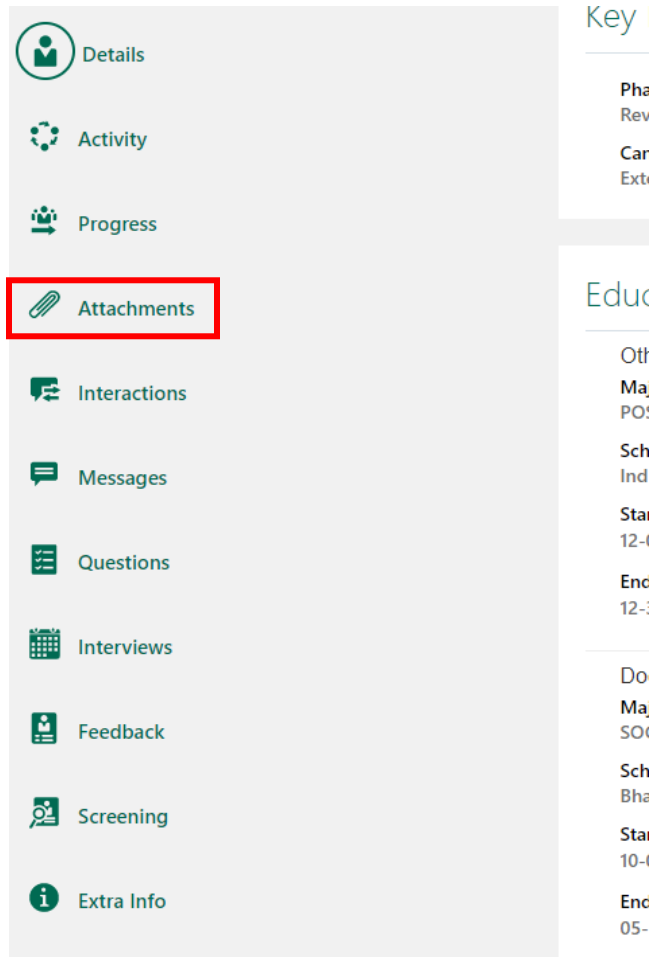 Details
Activity
Progress
Attachments
Interactions
Messages
Questions
Interviews
Feedback
Screening
Extra Info
Key
Pha
Rev
Can
Exte
Educ
Oth
Maj
POS
Sch
Ind
Star
12-0
End
12-3
Doc
Maj
SOC
Sch
Bha
Star
10-0
End
05-